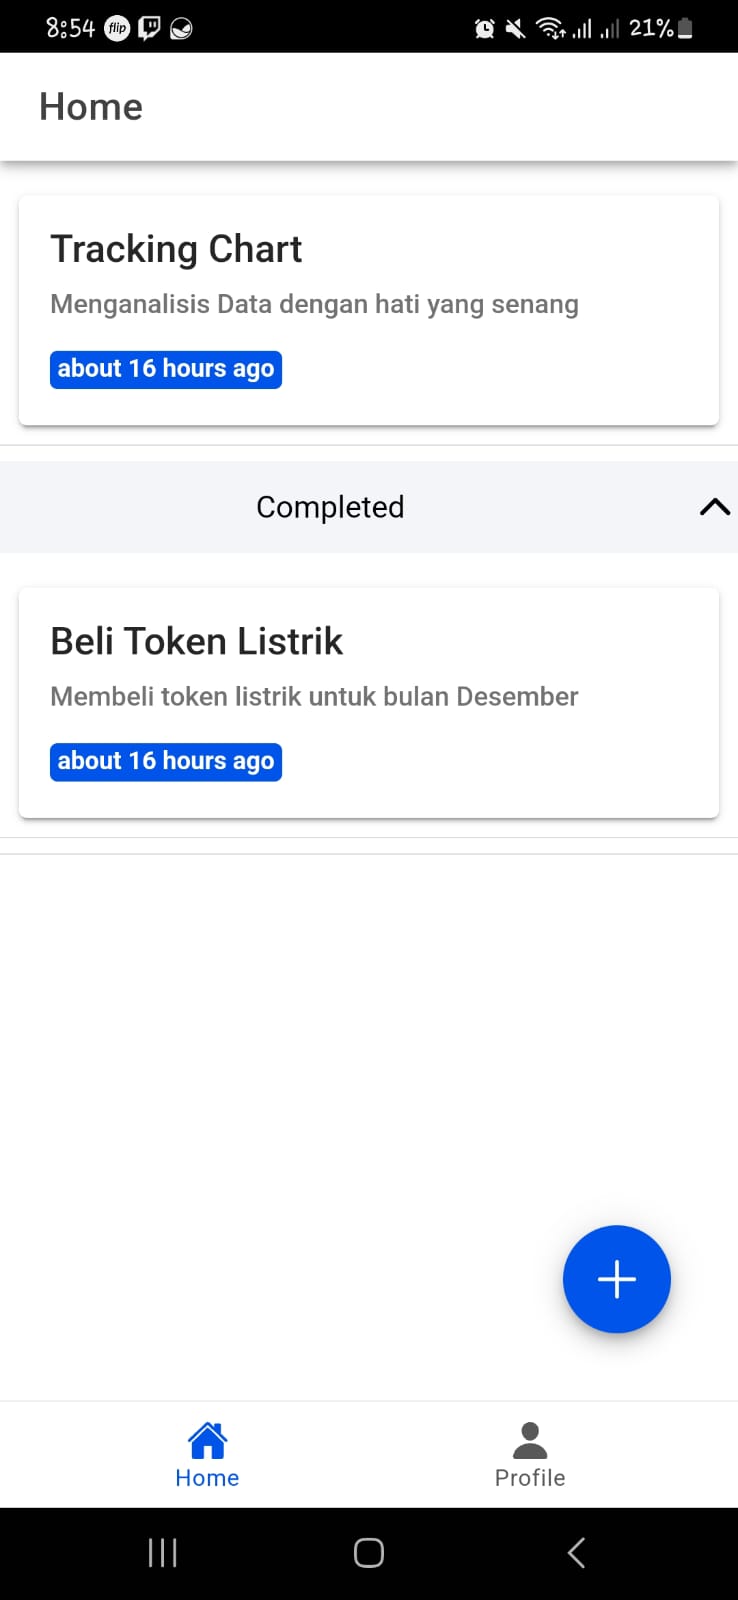 8:54 flip 21%
Home
Tracking Chart
Menganalisis Data dengan hati yang senang
about 16 hours ago
Completed
Beli Token Listrik
Membeli token listrik untuk bulan Desember
about 16 hours ago
Home Profile